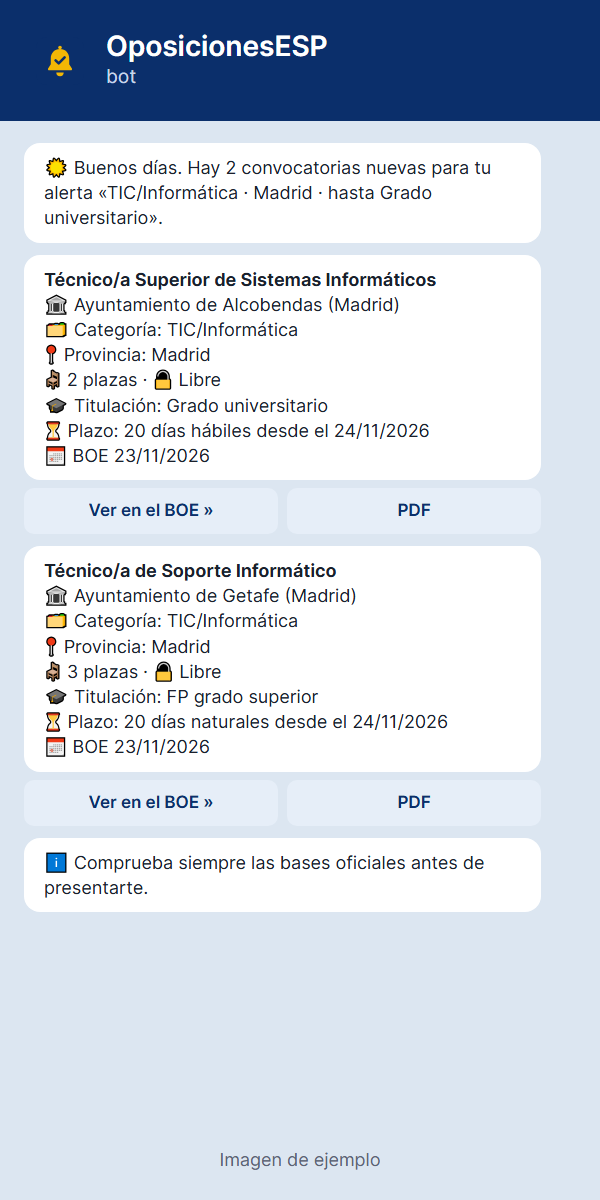 OposicionesESP
bot
🌞 Buenos días. Hay 2 convocatorias nuevas para tu
alerta «TIC/Informática · Madrid · hasta Grado
universitario».
Técnico/a Superior de Sistemas Informáticos
🏛️ Ayuntamiento de Alcobendas (Madrid)
🗂️ Categoría: TIC/Informática
📍 Provincia: Madrid
🪑 2 plazas · 🔓 Libre
🎓 Titulación: Grado universitario
⏳ Plazo: 20 días hábiles desde el 24/11/2026
📅 BOE 23/11/2026
Ver en el BOE »
PDF
Técnico/a de Soporte Informático
🏛️ Ayuntamiento de Getafe (Madrid)
🗂️ Categoría: TIC/Informática
📍 Provincia: Madrid
🪑 3 plazas · 🔓 Libre
🎓 Titulación: FP grado superior
⏳ Plazo: 20 días naturales desde el 24/11/2026
📅 BOE 23/11/2026
Ver en el BOE »
PDF
ℹ️ Comprueba siempre las bases oficiales antes de
presentarte.
Imagen de ejemplo